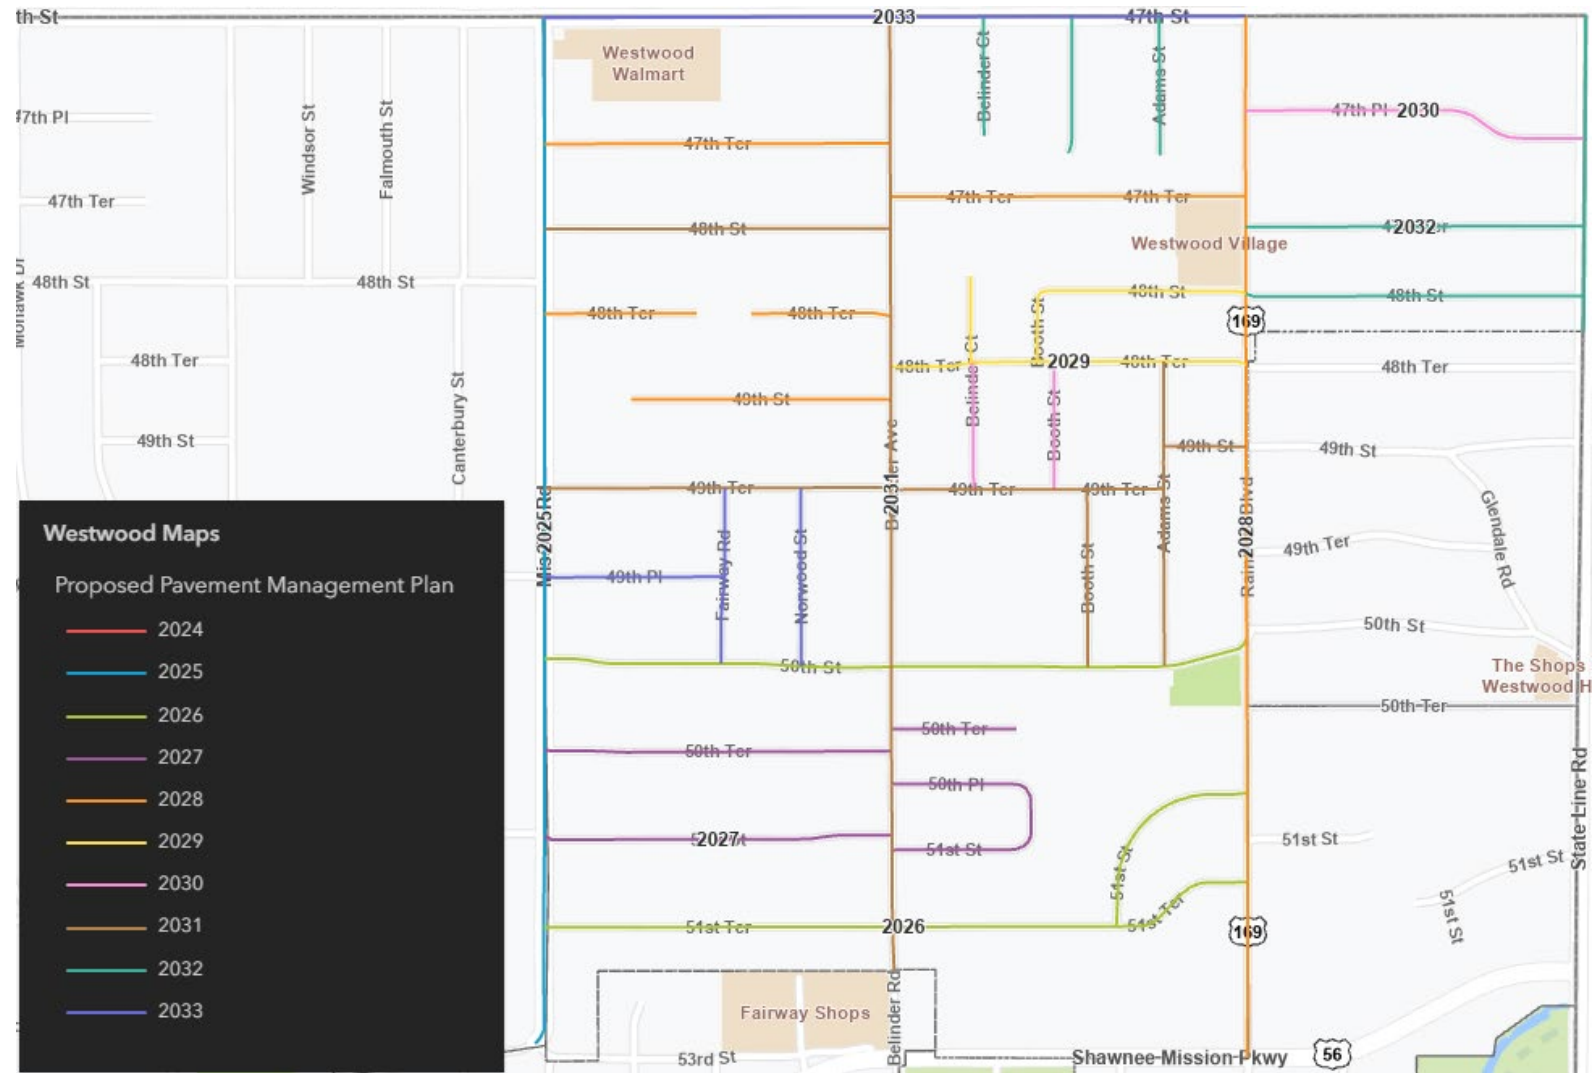 th St
2033
47th St
Westwood
Walmart
Belinder Ct
Adams St
Windsor St
Falmouth St
47th Pl
47th Pl
2030
47th Ter
47th Ter
47th Ter
47th Ter
48th St
2032
Westwood Village
Mohawk Dr
48th St
48th St
48th St
48th St
169
48th Ter
48th Ter
Booth St
48th Ter
48th Ter
2029
48th Ter
48th Ter
Belinder Ct
Canterbury St
49th St
Booth St
49th St
49th St
49th St
Glendale Rd
49th Ter
49th Ter
49th Ter
2031
Adams St
2025
Rd
2028
Blvd
49th Ter
Westwood Maps
Proposed Pavement Management Plan
2024
2025
2026
2027
2028
2029
2030
2031
2032
2033
49th Pl
Fairway Rd
Norwood St
Booth St
50th St
50th St
The Shops
Westwood H
50th Ter
50th Ter
50th Ter
50th Pl
State Line Rd
2027
51st St
51st St
51st St
51st St
51st St
51st Ter
2026
51st Ter
169
Fairway Shops
Belinder Rd
53rd St
Shawnee Mission Pkwy
56